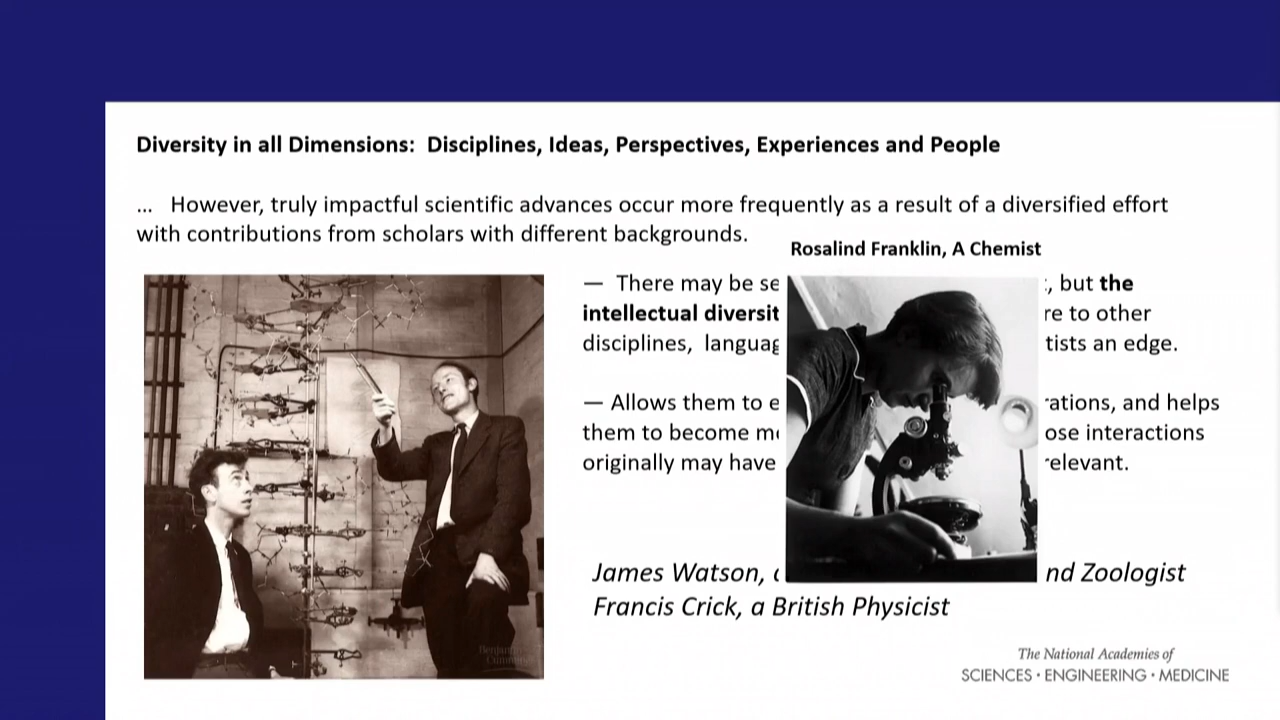 Diversity in all Dimensions: Disciplines, Ideas, Perspectives, Experiences and People
... However, truly impactful scientific advances occur more frequently as a result of a diversified effort
with contributions from scholars with different backgrounds.
Rosalind Franklin, A Chemist
— There may be se , but the
intellectual diversit re to other
disciplines, languag tists an edge.
— Allows them to e rations, and helps
them to become m ose interactions
originally may have relevant.
James Watson, nd Zoologist
Francis Crick, a British Physicist
Benjamin
Cummings
The National Academies of
SCIENCES · ENGINEERING · MEDICINE